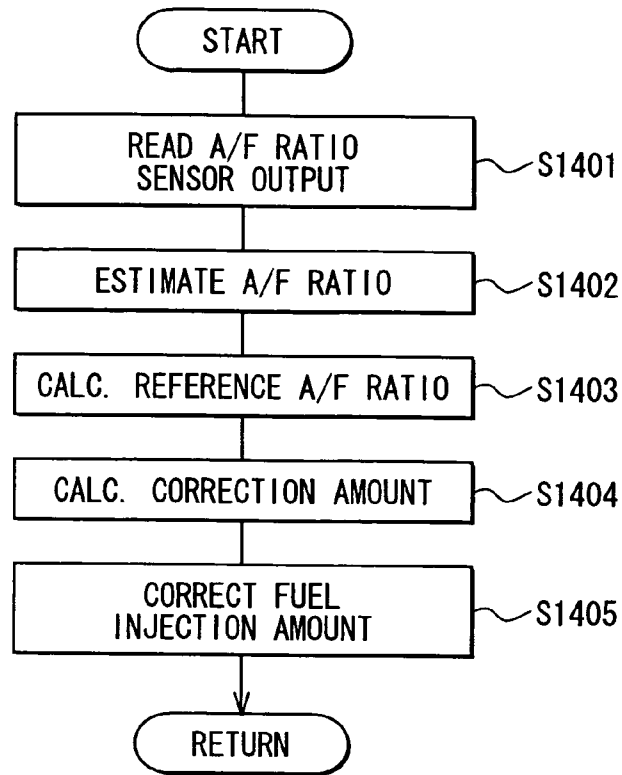 START
READ A/F RATIO
SENSOR OUTPUT
S1401
ESTIMATE A/F RATIO
S1402
CALC. REFERENCE A/F RATIO
S1403
CALC. CORRECTION AMOUNT
S1404
CORRECT FUEL
INJECTION AMOUNT
S1405
RETURN